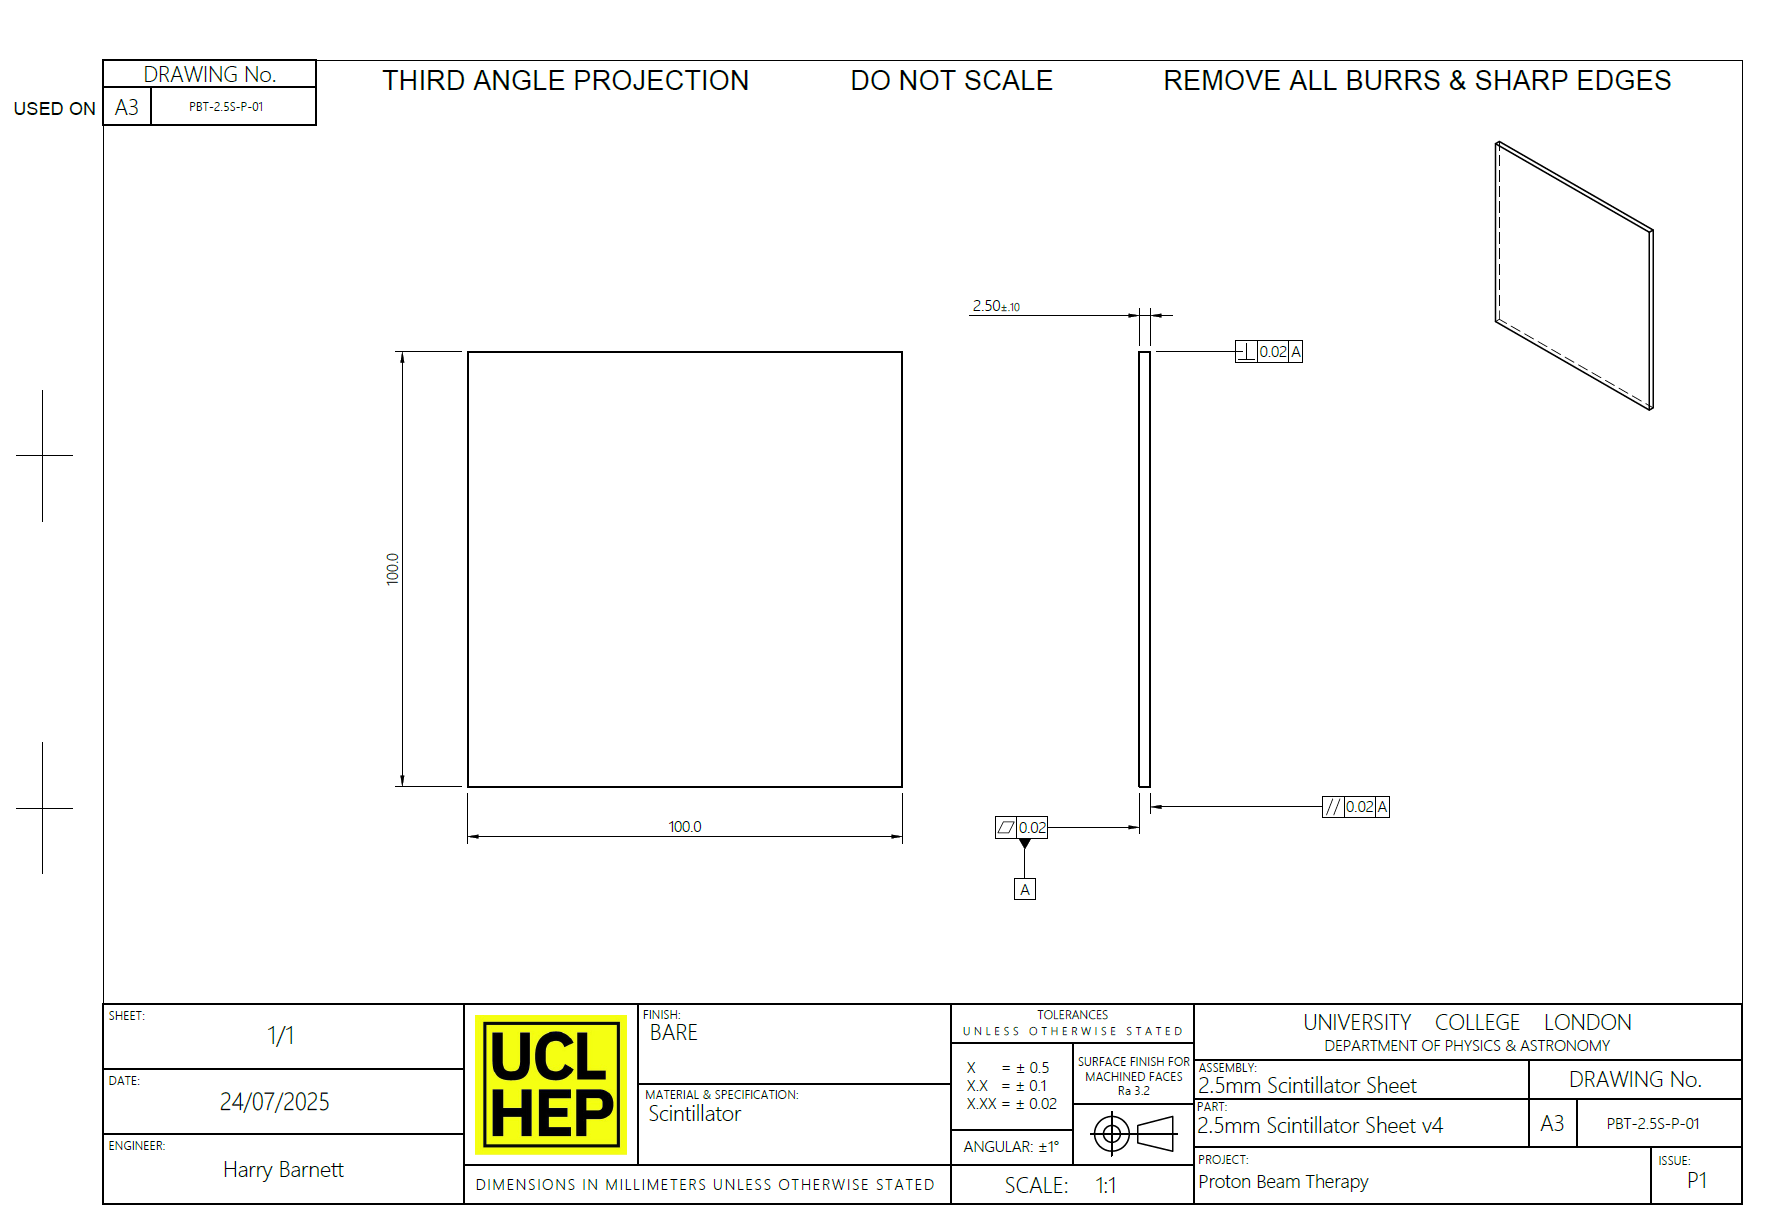 DRAWING No.
USED ON A3 PBT-2.5S-P-01
THIRD ANGLE PROJECTION DO NOT SCALE REMOVE ALL BURRS & SHARP EDGES
2.50±.10
⊥ 0.02 A
100.0
100.0
// 0.02 A
⏥ 0.02
A
SHEET:
1/1
DATE:
24/07/2025
ENGINEER:
Harry Barnett
UCL
HEP
FINISH:
BARE
MATERIAL & SPECIFICATION:
Scintillator
DIMENSIONS IN MILLIMETERS UNLESS OTHERWISE STATED
TOLERANCES
UNLESS OTHERWISE STATED
X = ± 0.5
X.X = ± 0.1
X.XX = ± 0.02
ANGULAR: ±1°
SURFACE FINISH FOR
MACHINED FACES
Ra 3.2
SCALE: 1:1
UNIVERSITY COLLEGE LONDON
DEPARTMENT OF PHYSICS & ASTRONOMY
ASSEMBLY:
2.5mm Scintillator Sheet
DRAWING No.
PART:
2.5mm Scintillator Sheet v4
A3 PBT-2.5S-P-01
PROJECT:
Proton Beam Therapy
ISSUE:
P1